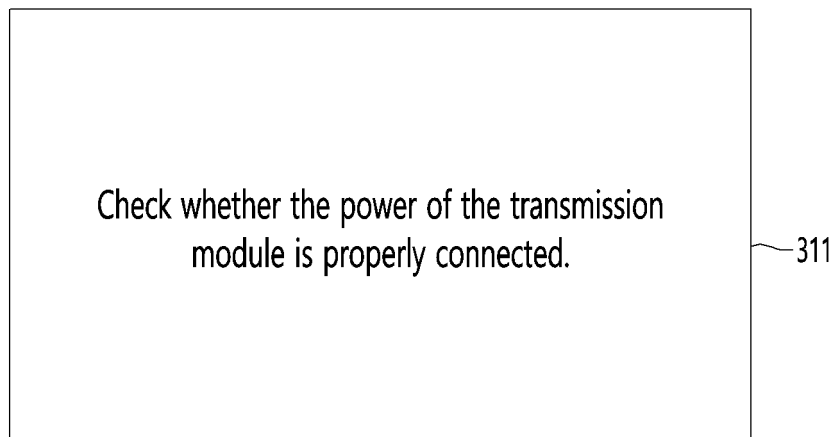 Check whether the power of the transmission
module is properly connected.
311